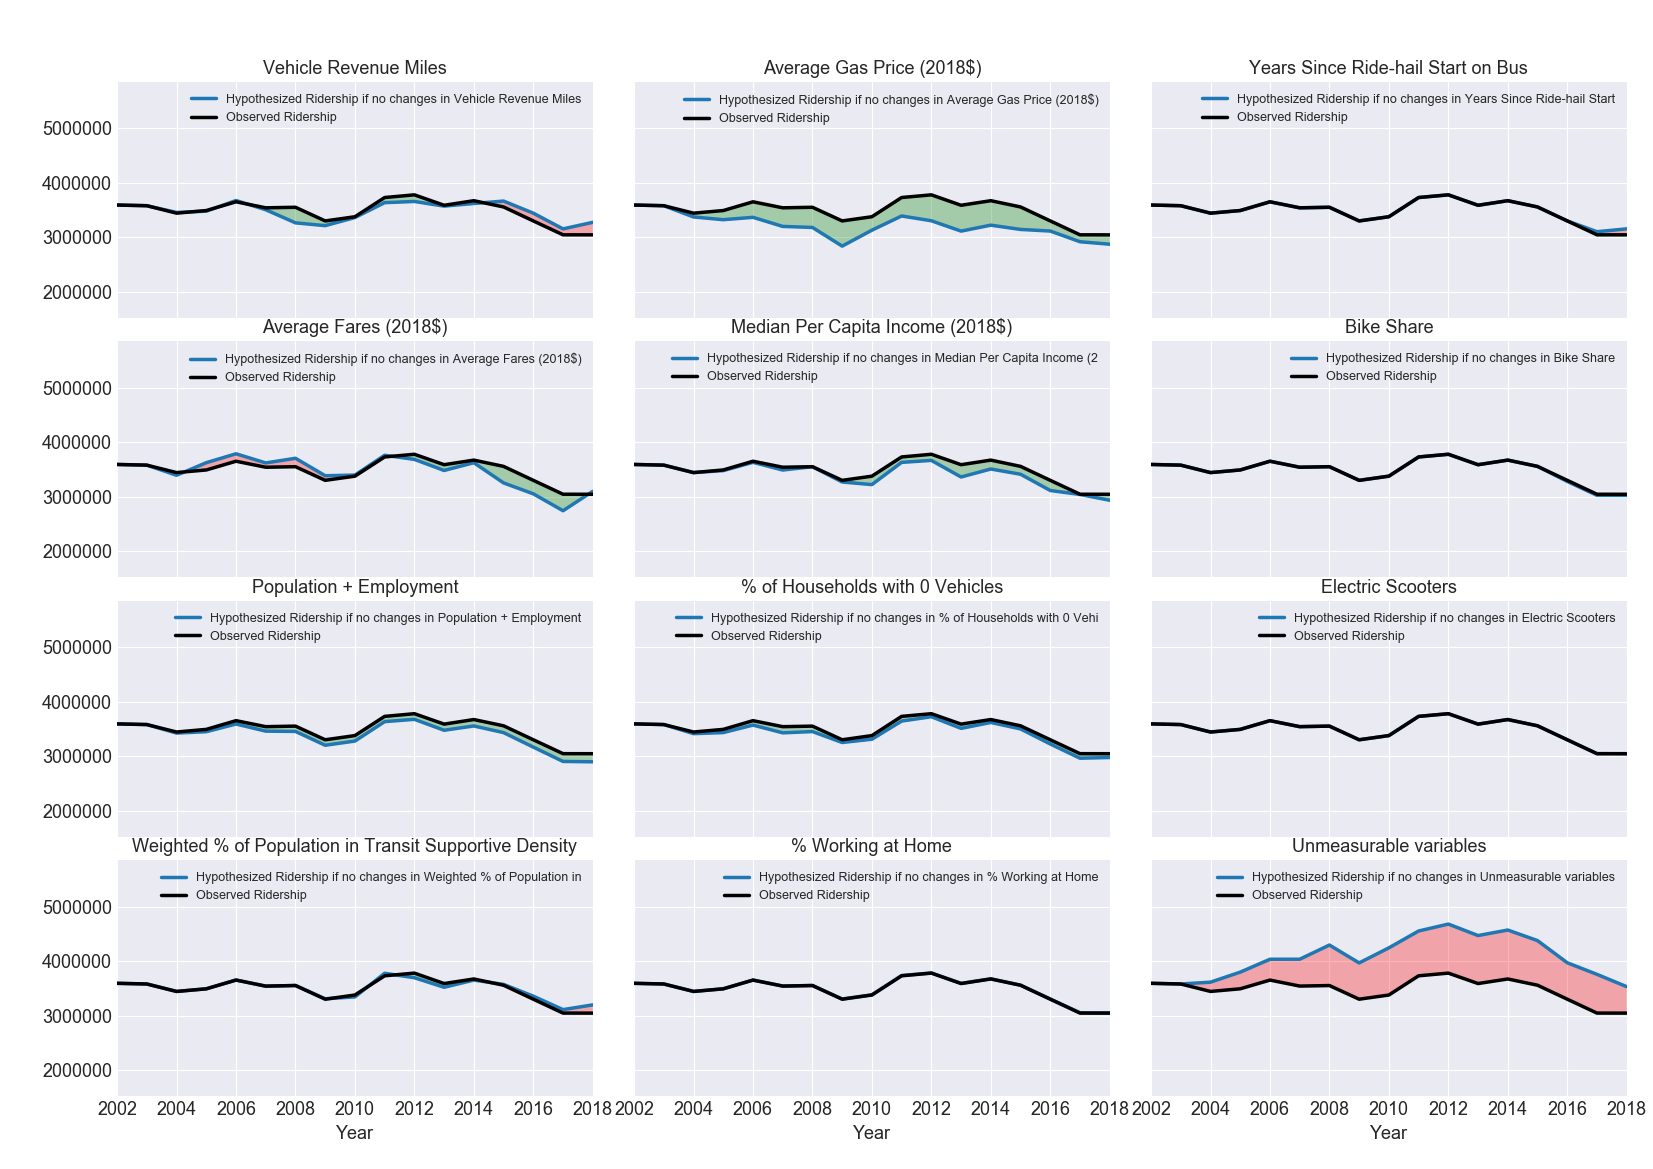 Vehicle Revenue Miles
Hypothesized Ridership if no changes in Vehicle Revenue Miles
Observed Ridership
5000000
4000000
3000000
2000000
Average Gas Price (2018$)
Hypothesized Ridership if no changes in Average Gas Price (2018$)
Observed Ridership
Years Since Ride-hail Start on Bus
Hypothesized Ridership if no changes in Years Since Ride-hail Start
Observed Ridership
Average Fares (2018$)
Hypothesized Ridership if no changes in Average Fares (2018$)
Observed Ridership
5000000
4000000
3000000
2000000
Median Per Capita Income (2018$)
Hypothesized Ridership if no changes in Median Per Capita Income (2
Observed Ridership
Bike Share
Hypothesized Ridership if no changes in Bike Share
Observed Ridership
Population + Employment
Hypothesized Ridership if no changes in Population + Employment
Observed Ridership
5000000
4000000
3000000
2000000
% of Households with 0 Vehicles
Hypothesized Ridership if no changes in % of Households with 0 Vehi
Observed Ridership
Electric Scooters
Hypothesized Ridership if no changes in Electric Scooters
Observed Ridership
Weighted % of Population in Transit Supportive Density
Hypothesized Ridership if no changes in Weighted % of Population in
Observed Ridership
5000000
4000000
3000000
2000000
2002 2004 2006 2008 2010 2012 2014 2016 2018
Year
% Working at Home
Hypothesized Ridership if no changes in % Working at Home
Observed Ridership
2002 2004 2006 2008 2010 2012 2014 2016 2018
Year
Unmeasurable variables
Hypothesized Ridership if no changes in Unmeasurable variables
Observed Ridership
2002 2004 2006 2008 2010 2012 2014 2016 2018
Year